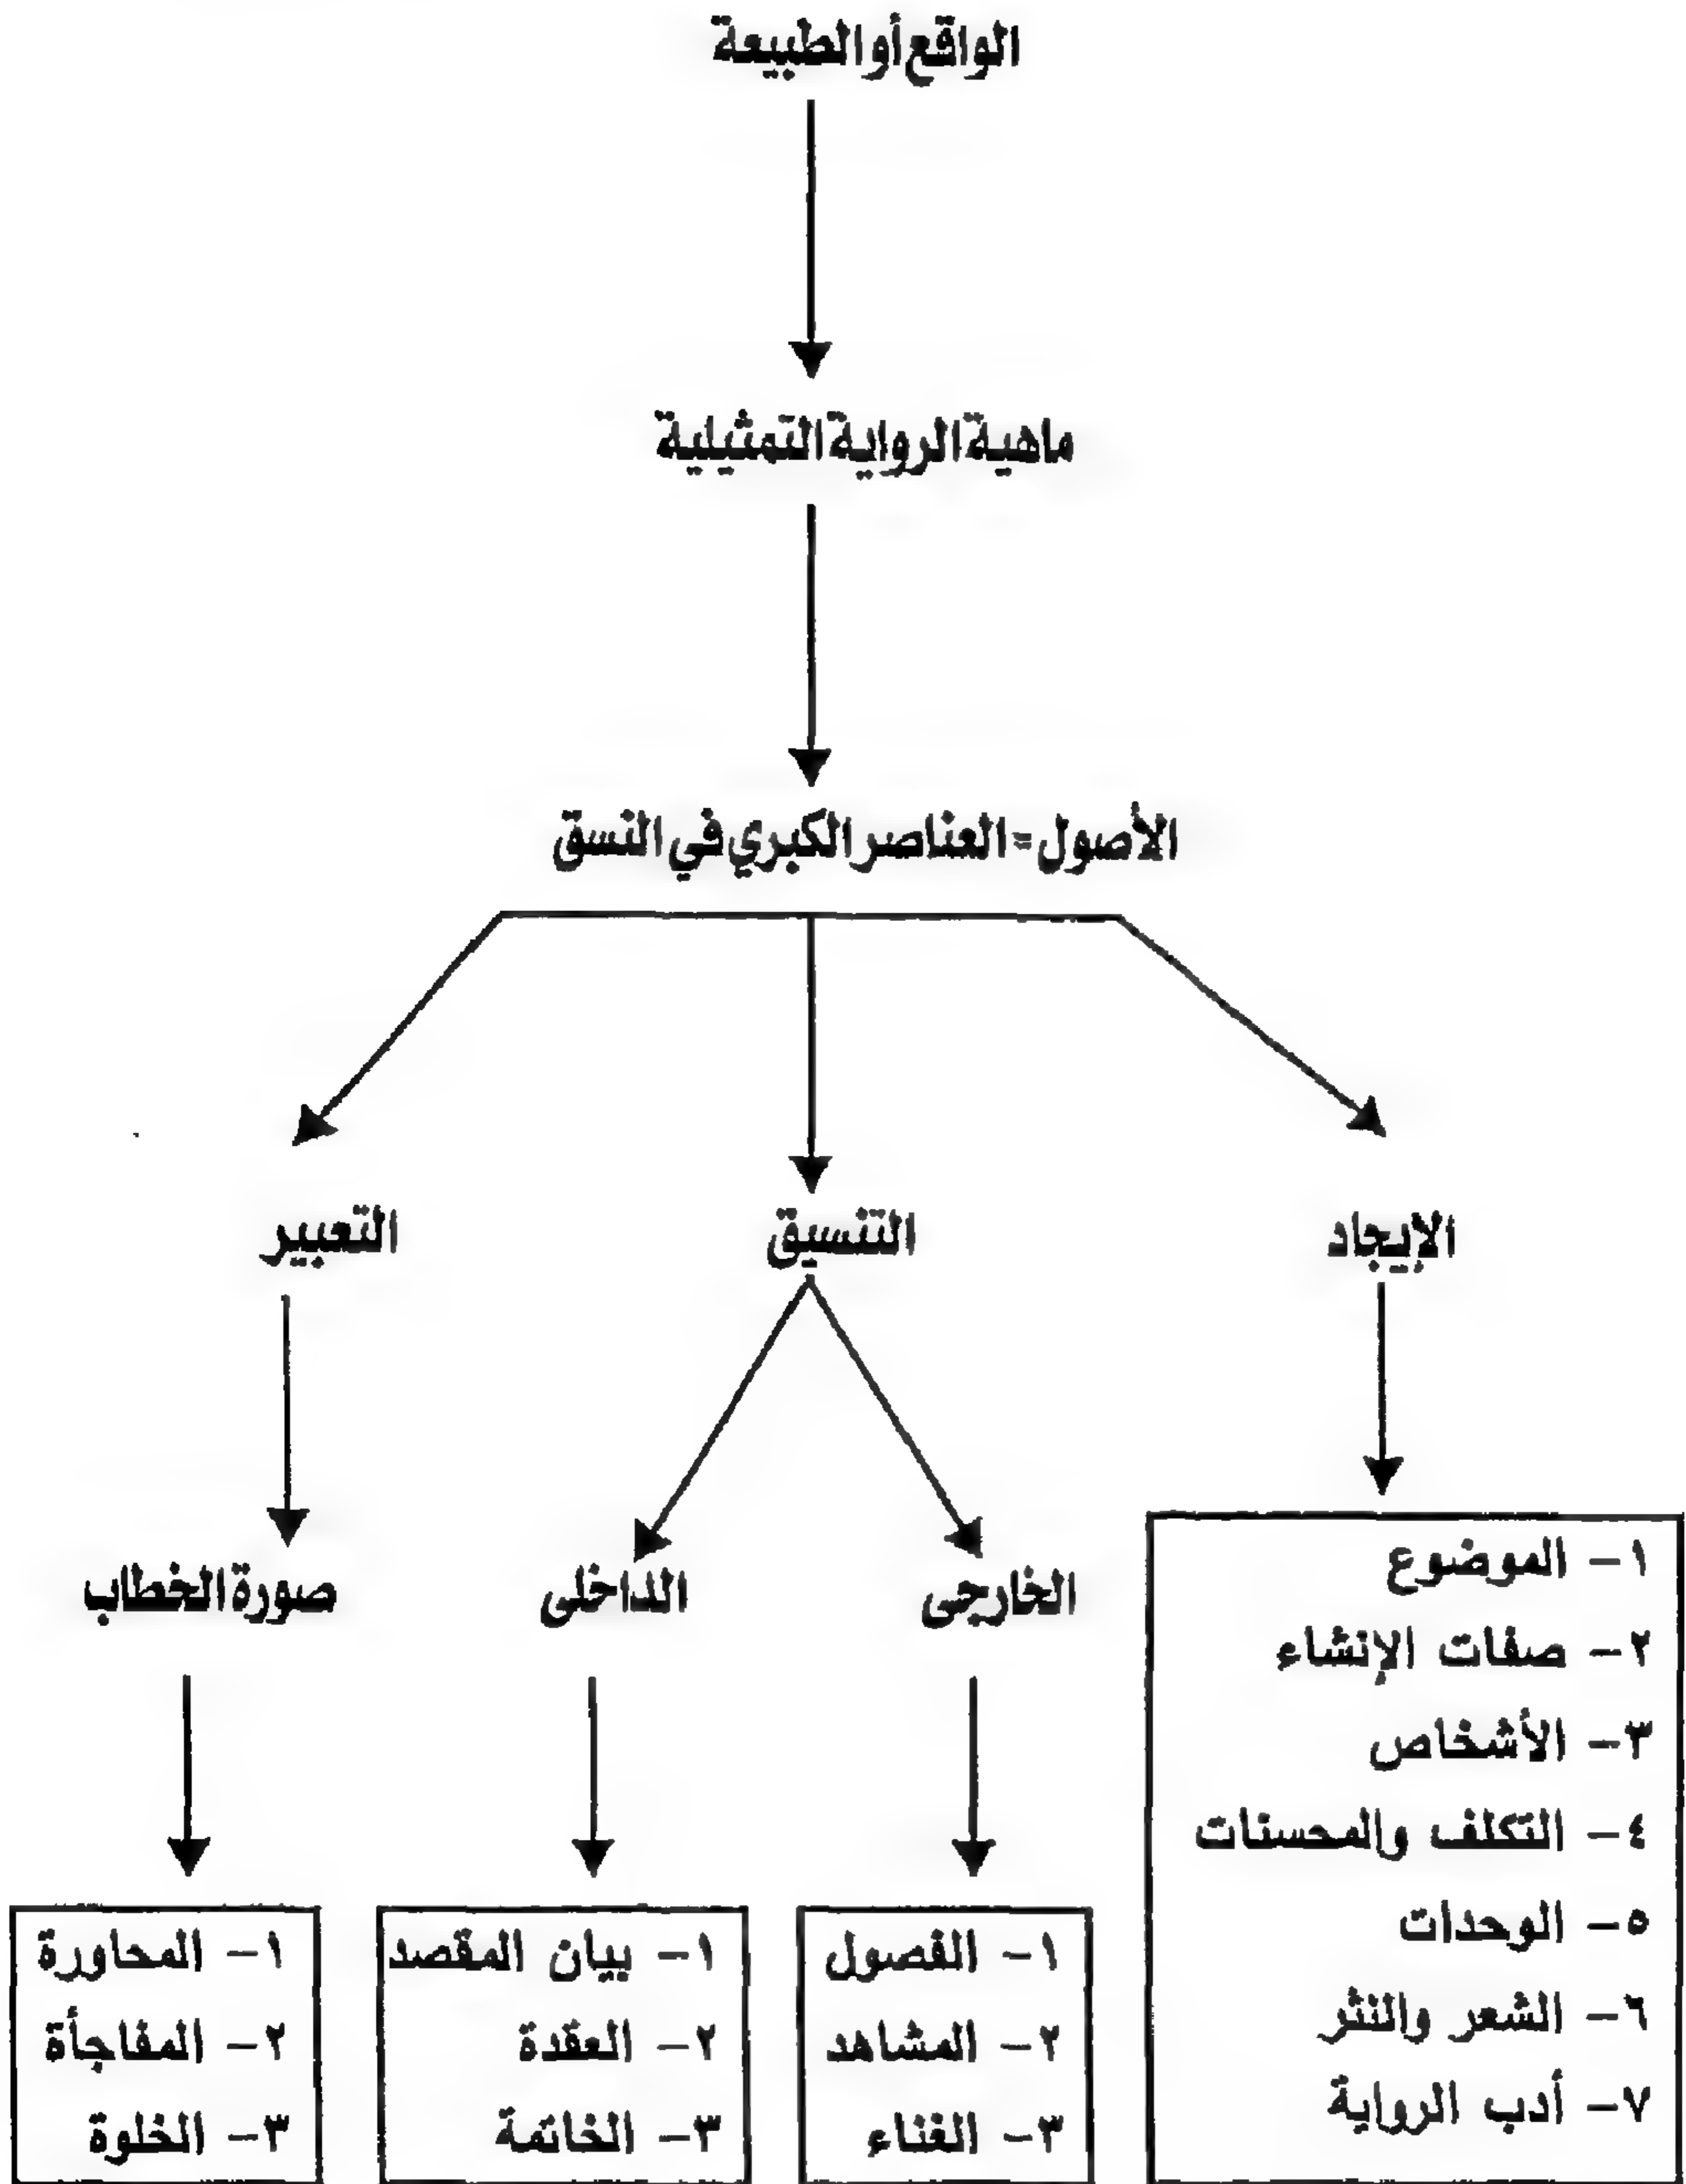 الواقع أو الطبيعة
ماهية الرواية التمثيلية
الأصول = العناصر الكبري في النسق
الإيجاد
التنسيق
التعبير
الخارجى
الداخلى
صورة الخطاب
١- الموضوع
٢- صفات الإنشاء
٣- الأشخاص
٤- التكلف والمحسنات
٥- الوحدات
٦- الشعر والنثر
٧- أدب الرواية
١- الفصول
٢- المشاهد
٣- الغناء
١- بيان المقصد
٢- العقدة
٣- الخاتمة
١- المحاورة
٢- المفاجأة
٣- الخلوة